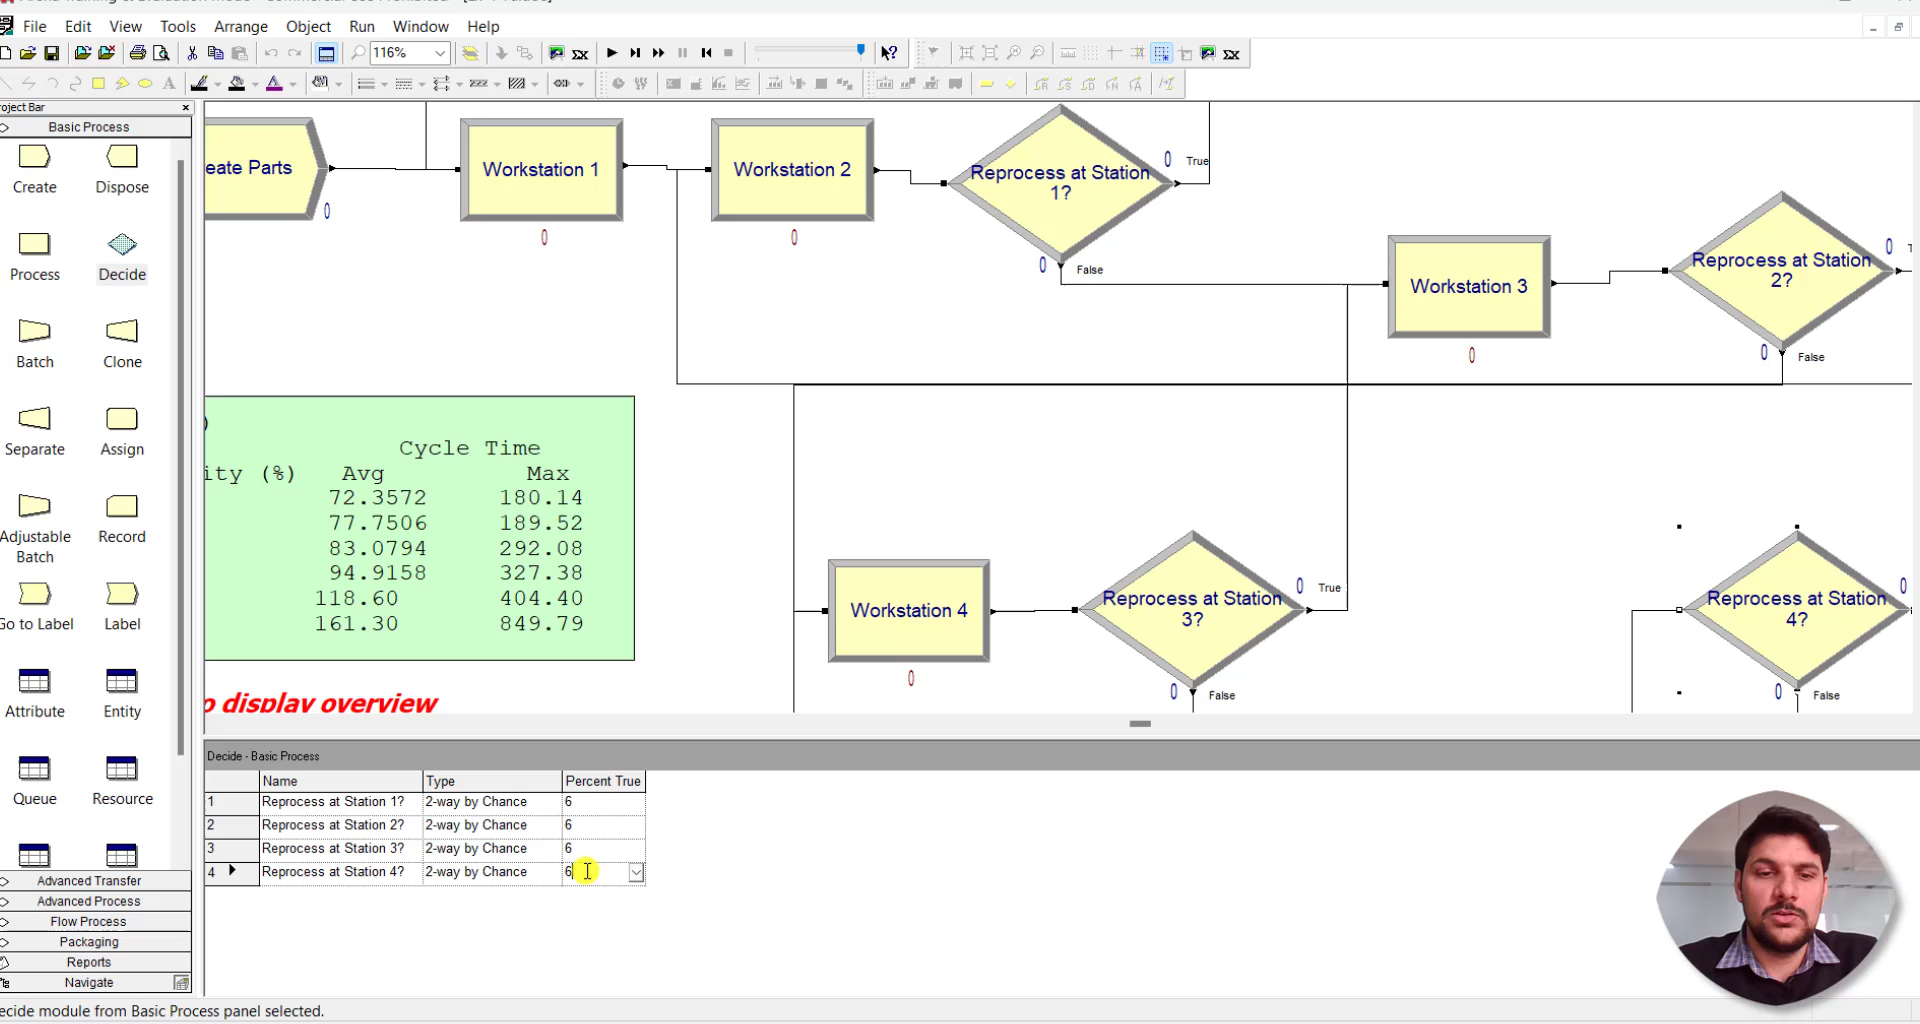 File Edit View Tools Arrange Object Run Window Help
116%
Project Bar
Basic Process
Create Dispose
Process Decide
Batch Clone
Separate Assign
Adjustable Batch Record
Go to Label Label
Attribute Entity
Queue Resource
Advanced Transfer
Advanced Process
Flow Process
Packaging
Reports
Navigate
eate Parts
0
Workstation 1
0
Workstation 2
0
Reprocess at Station
1?
0 True
0 False
Workstation 3
0
Reprocess at Station
2?
0 T
0 False
)
Cycle Time
ity (%) Avg Max
72.3572 180.14
77.7506 189.52
83.0794 292.08
94.9158 327.38
118.60 404.40
161.30 849.79
o display overview
Workstation 4
0
Reprocess at Station
3?
0 True
0 False
Reprocess at Station
4?
0
0 False
Decide - Basic Process
Name Type Percent True
1 Reprocess at Station 1? 2-way by Chance 6
2 Reprocess at Station 2? 2-way by Chance 6
3 Reprocess at Station 3? 2-way by Chance 6
4 Reprocess at Station 4? 2-way by Chance 6
ecide module from Basic Process panel selected.